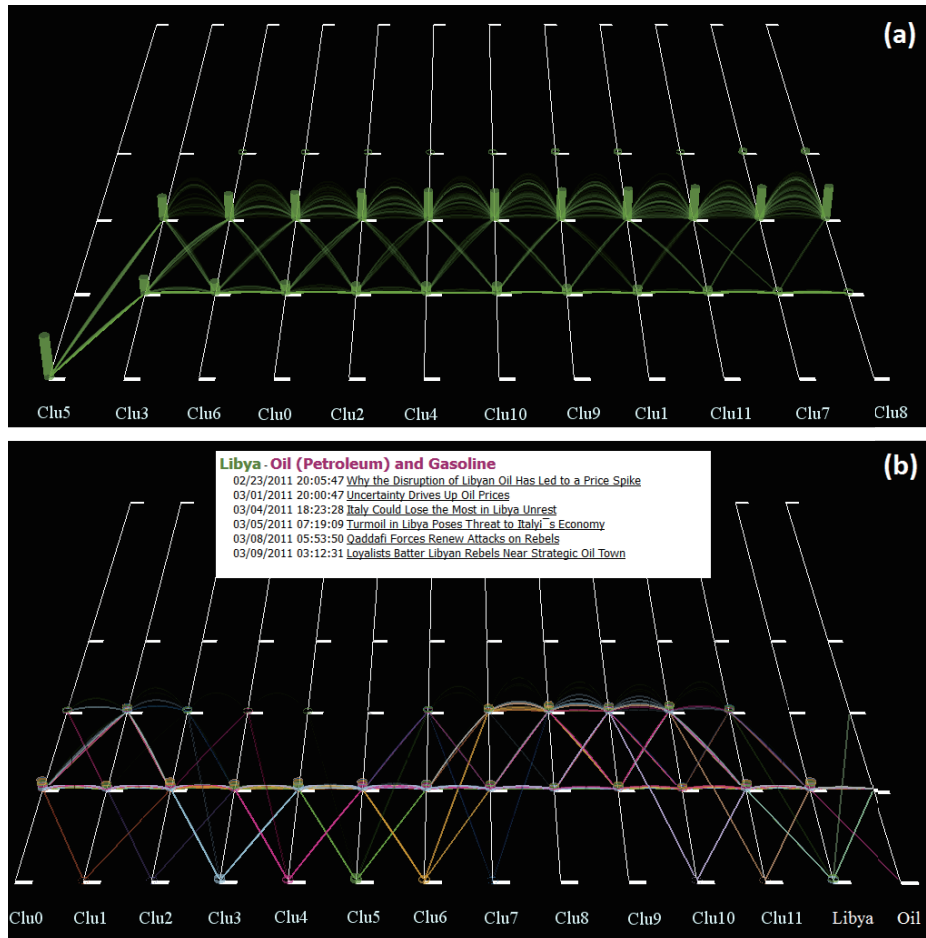 (a)
Clu5 Clu3 Clu6 Clu0 Clu2 Clu4 Clu10 Clu9 Clu1 Clu11 Clu7 Clu8
(b)
Libya - Oil (Petroleum) and Gasoline
02/23/2011 20:05:47 Why the Disruption of Libyan Oil Has Led to a Price Spike
03/01/2011 20:00:47 Uncertainty Drives Up Oil Prices
03/04/2011 18:23:28 Italy Could Lose the Most in Libya Unrest
03/05/2011 07:19:09 Turmoil in Libya Poses Threat to Italyi¯s Economy
03/08/2011 05:53:50 Qaddafi Forces Renew Attacks on Rebels
03/09/2011 03:12:31 Loyalists Batter Libyan Rebels Near Strategic Oil Town
Clu0 Clu1 Clu2 Clu3 Clu4 Clu5 Clu6 Clu7 Clu8 Clu9 Clu10 Clu11 Libya Oil